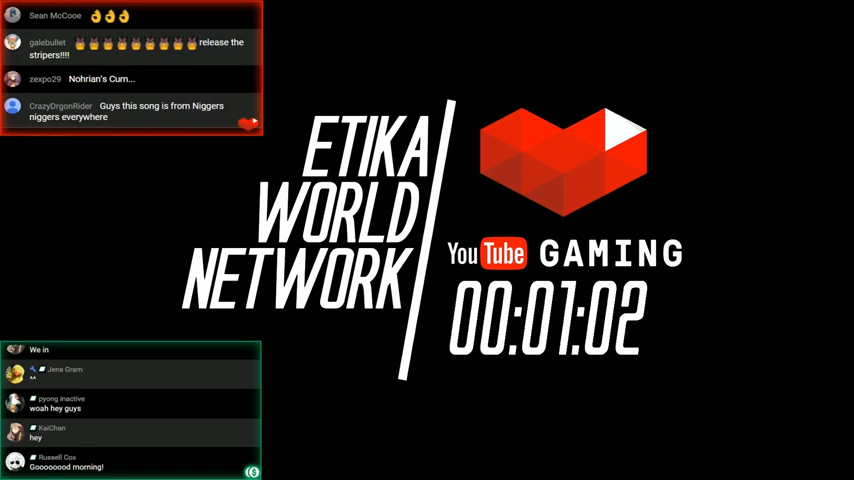 Sean McCooe 👌👌👌
galebullet 🏅🏅🏅🏅🏅🏅🏅🏅🏅 release the
stripers!!!!
zexpo29 Nohrian's Cum...
CrazyDrgonRider Guys this song is from Niggers
niggers everywhere
ETIKA
WORLD
NETWORK
YouTube GAMING
00:01:02
We in
Jens Gram
^^
pyong inactive
woah hey guys
KaiChan
hey
Russell Cox
Goooooood morning!